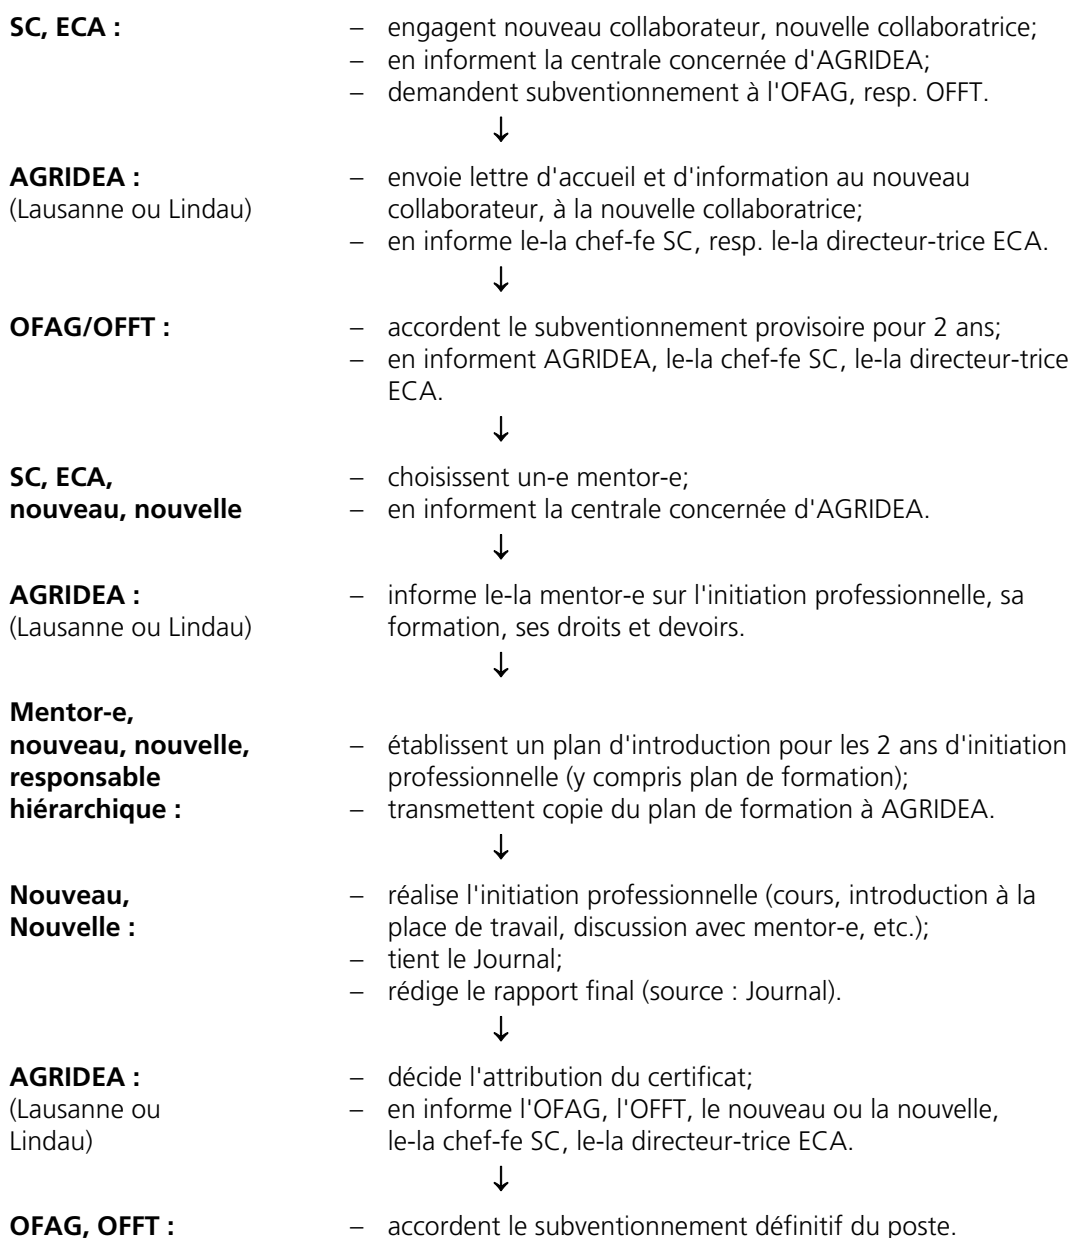 SC, ECA : – engagent nouveau collaborateur, nouvelle collaboratrice;
– en informent la centrale concernée d'AGRIDEA;
– demandent subventionnement à l'OFAG, resp. OFFT.
↓
AGRIDEA : – envoie lettre d'accueil et d'information au nouveau
(Lausanne ou Lindau) collaborateur, à la nouvelle collaboratrice;
– en informe le-la chef-fe SC, resp. le-la directeur-trice ECA.
↓
OFAG/OFFT : – accordent le subventionnement provisoire pour 2 ans;
– en informent AGRIDEA, le-la chef-fe SC, le-la directeur-trice
ECA.
↓
SC, ECA, – choisissent un-e mentor-e;
nouveau, nouvelle – en informent la centrale concernée d'AGRIDEA.
↓
AGRIDEA : – informe le-la mentor-e sur l'initiation professionnelle, sa
(Lausanne ou Lindau) formation, ses droits et devoirs.
↓
Mentor-e,
nouveau, nouvelle, – établissent un plan d'introduction pour les 2 ans d'initiation
responsable professionnelle (y compris plan de formation);
hiérarchique : – transmettent copie du plan de formation à AGRIDEA.
↓
Nouveau, – réalise l'initiation professionnelle (cours, introduction à la
Nouvelle : place de travail, discussion avec mentor-e, etc.);
– tient le Journal;
– rédige le rapport final (source : Journal).
↓
AGRIDEA : – décide l'attribution du certificat;
(Lausanne ou – en informe l'OFAG, l'OFFT, le nouveau ou la nouvelle,
Lindau) le-la chef-fe SC, le-la directeur-trice ECA.
↓
OFAG, OFFT : – accordent le subventionnement définitif du poste.